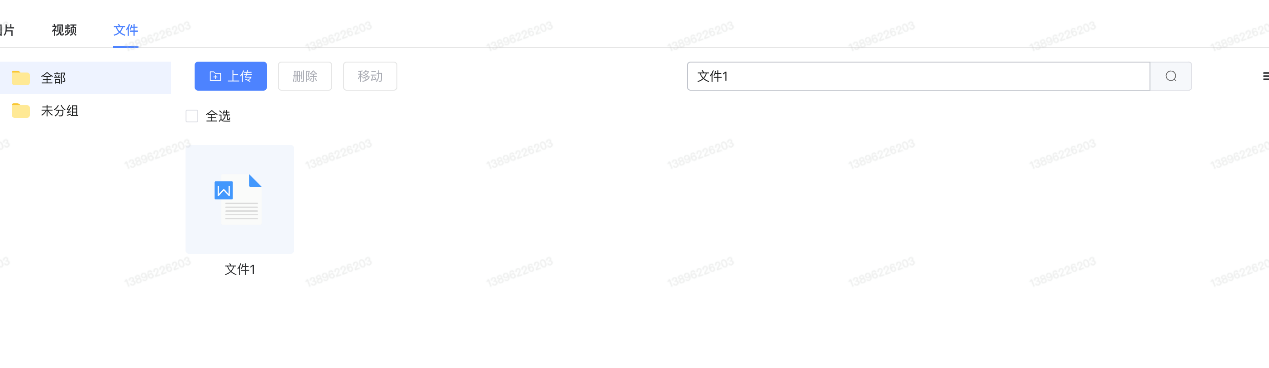 图片 视频 文件
全部 上传 删除 移动 文件1
未分组
全选
文件1
13896226203